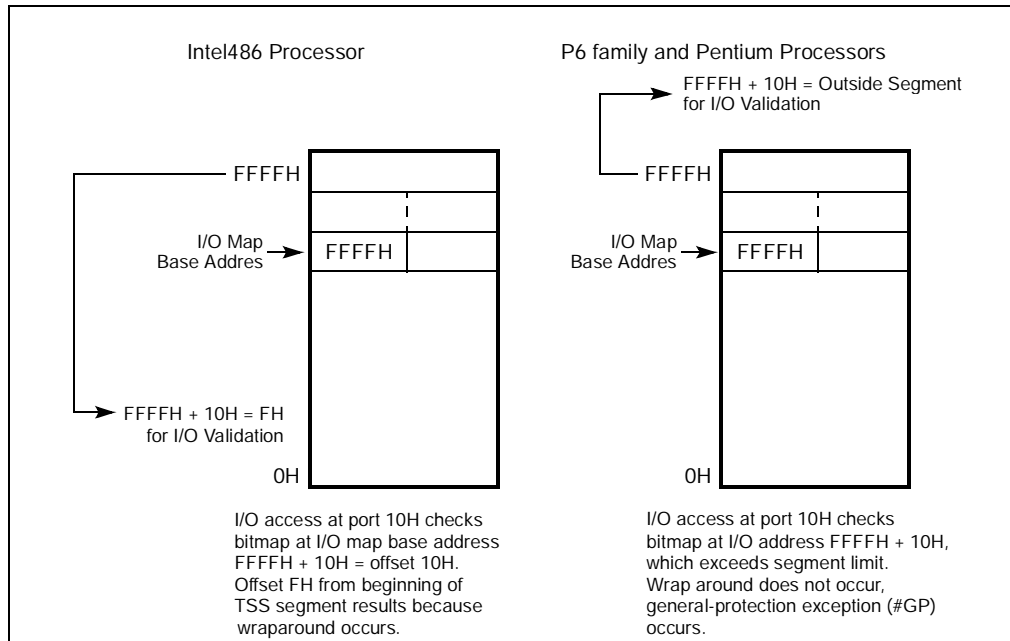 Intel486 Processor
FFFFH
I/O Map
Base Addres
FFFFH
FFFFH + 10H = FH
for I/O Validation
0H
I/O access at port 10H checks
bitmap at I/O map base address
FFFFH + 10H = offset 10H.
Offset FH from beginning of
TSS segment results because
wraparound occurs.
P6 family and Pentium Processors
FFFFH + 10H = Outside Segment
for I/O Validation
FFFFH
I/O Map
Base Addres
FFFFH
0H
I/O access at port 10H checks
bitmap at I/O address FFFFH + 10H,
which exceeds segment limit.
Wrap around does not occur,
general-protection exception (#GP)
occurs.